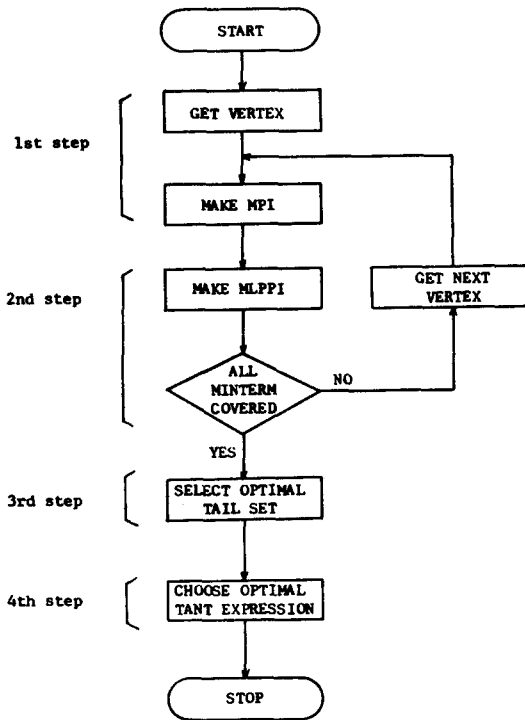 START
GET VERTEX
1st step
MAKE MPI
MAKE MLPPI
GET NEXT
VERTEX
2nd step
ALL
MINTERM
COVERED
NO
YES
SELECT OPTIMAL
TAIL SET
3rd step
CHOOSE OPTIMAL
TANT EXPRESSION
4th step
STOP